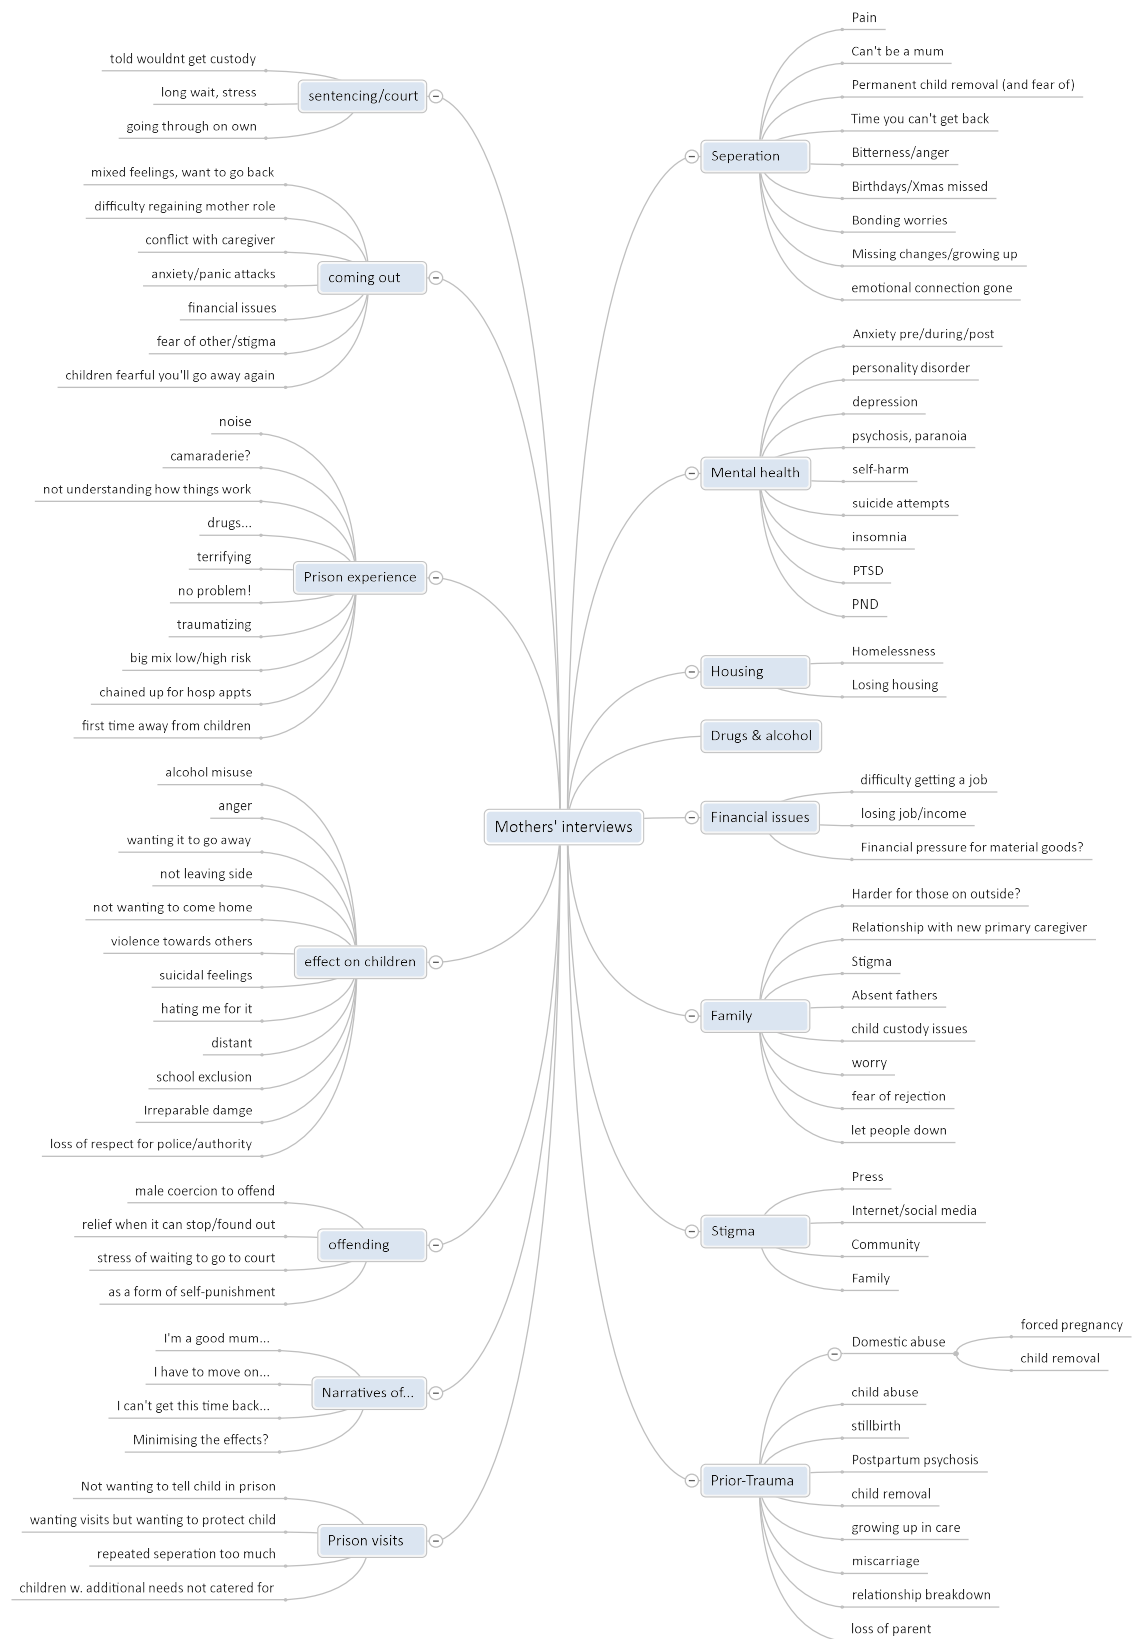 told wouldnt get custody
long wait, stress
going through on own
sentencing/court
mixed feelings, want to go back
difficulty regaining mother role
conflict with caregiver
anxiety/panic attacks
financial issues
fear of other/stigma
children fearful you'll go away again
coming out
noise
camaraderie?
not understanding how things work
drugs...
terrifying
no problem!
traumatizing
big mix low/high risk
chained up for hosp appts
first time away from children
Prison experience
alcohol misuse
anger
wanting it to go away
not leaving side
not wanting to come home
violence towards others
suicidal feelings
hating me for it
distant
school exclusion
Irreparable damge
loss of respect for police/authority
effect on children
male coercion to offend
relief when it can stop/found out
stress of waiting to go to court
as a form of self-punishment
offending
I'm a good mum...
I have to move on...
I can't get this time back...
Minimising the effects?
Narratives of...
Not wanting to tell child in prison
wanting visits but wanting to protect child
repeated seperation too much
children w. additional needs not catered for
Prison visits
Mothers' interviews
Seperation
Pain
Can't be a mum
Permanent child removal (and fear of)
Time you can't get back
Bitterness/anger
Birthdays/Xmas missed
Bonding worries
Missing changes/growing up
emotional connection gone
Mental health
Anxiety pre/during/post
personality disorder
depression
psychosis, paranoia
self-harm
suicide attempts
insomnia
PTSD
PND
Housing
Homelessness
Losing housing
Drugs & alcohol
Financial issues
difficulty getting a job
losing job/income
Financial pressure for material goods?
Family
Harder for those on outside?
Relationship with new primary caregiver
Stigma
Absent fathers
child custody issues
worry
fear of rejection
let people down
Stigma
Press
Internet/social media
Community
Family
Prior-Trauma
Domestic abuse
forced pregnancy
child removal
child abuse
stillbirth
Postpartum psychosis
child removal
growing up in care
miscarriage
relationship breakdown
loss of parent